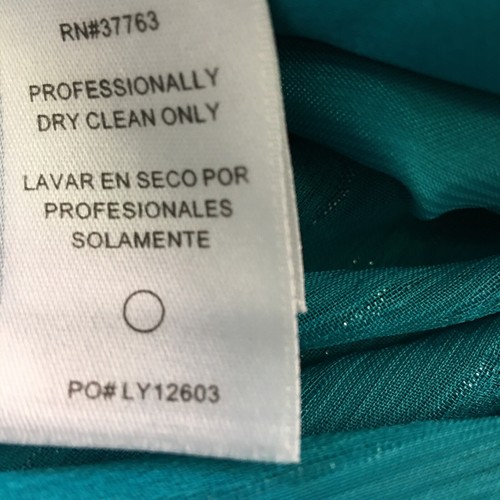 RN#37763
PROFESSIONALLY
DRY CLEAN ONLY
LAVAR EN SECO POR
PROFESIONALES
SOLAMENTE
PO# LY12603